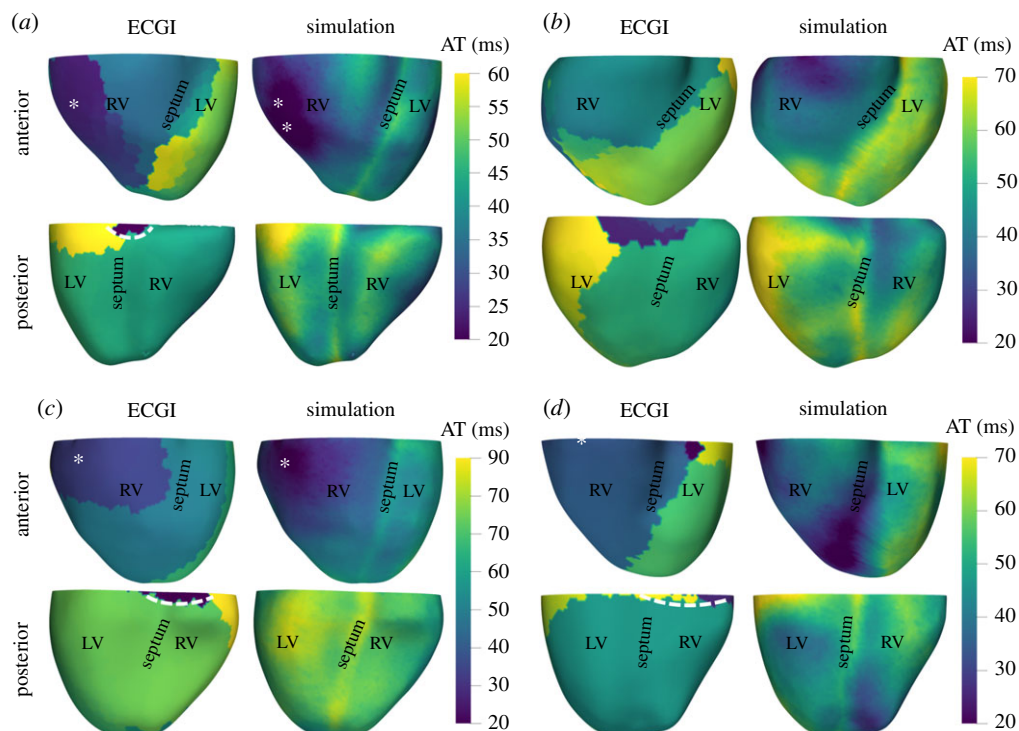 (a) ECGI simulation AT (ms)
anterior
* RV septum LV
* * RV septum LV
posterior
LV septum RV
LV septum RV
60
55
50
45
40
35
30
25
20
(b) ECGI simulation AT (ms)
RV septum LV
RV septum LV
LV septum RV
LV septum RV
70
60
50
40
30
20
(c) ECGI simulation AT (ms)
anterior
* RV septum LV
* RV septum LV
posterior
LV septum RV
LV septum RV
90
80
70
60
50
40
30
20
(d) ECGI simulation AT (ms)
* RV septum LV
RV septum LV
LV septum RV
LV septum RV
70
60
50
40
30
20